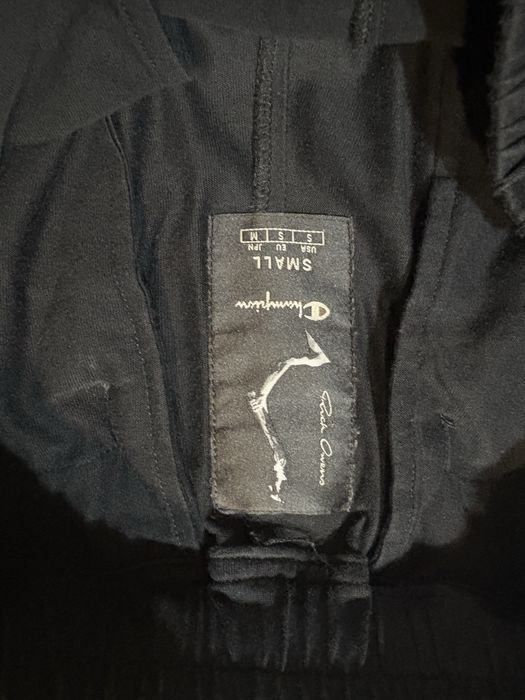 Rick Owens
Champion
SMALL
USA EU JPN
S S M